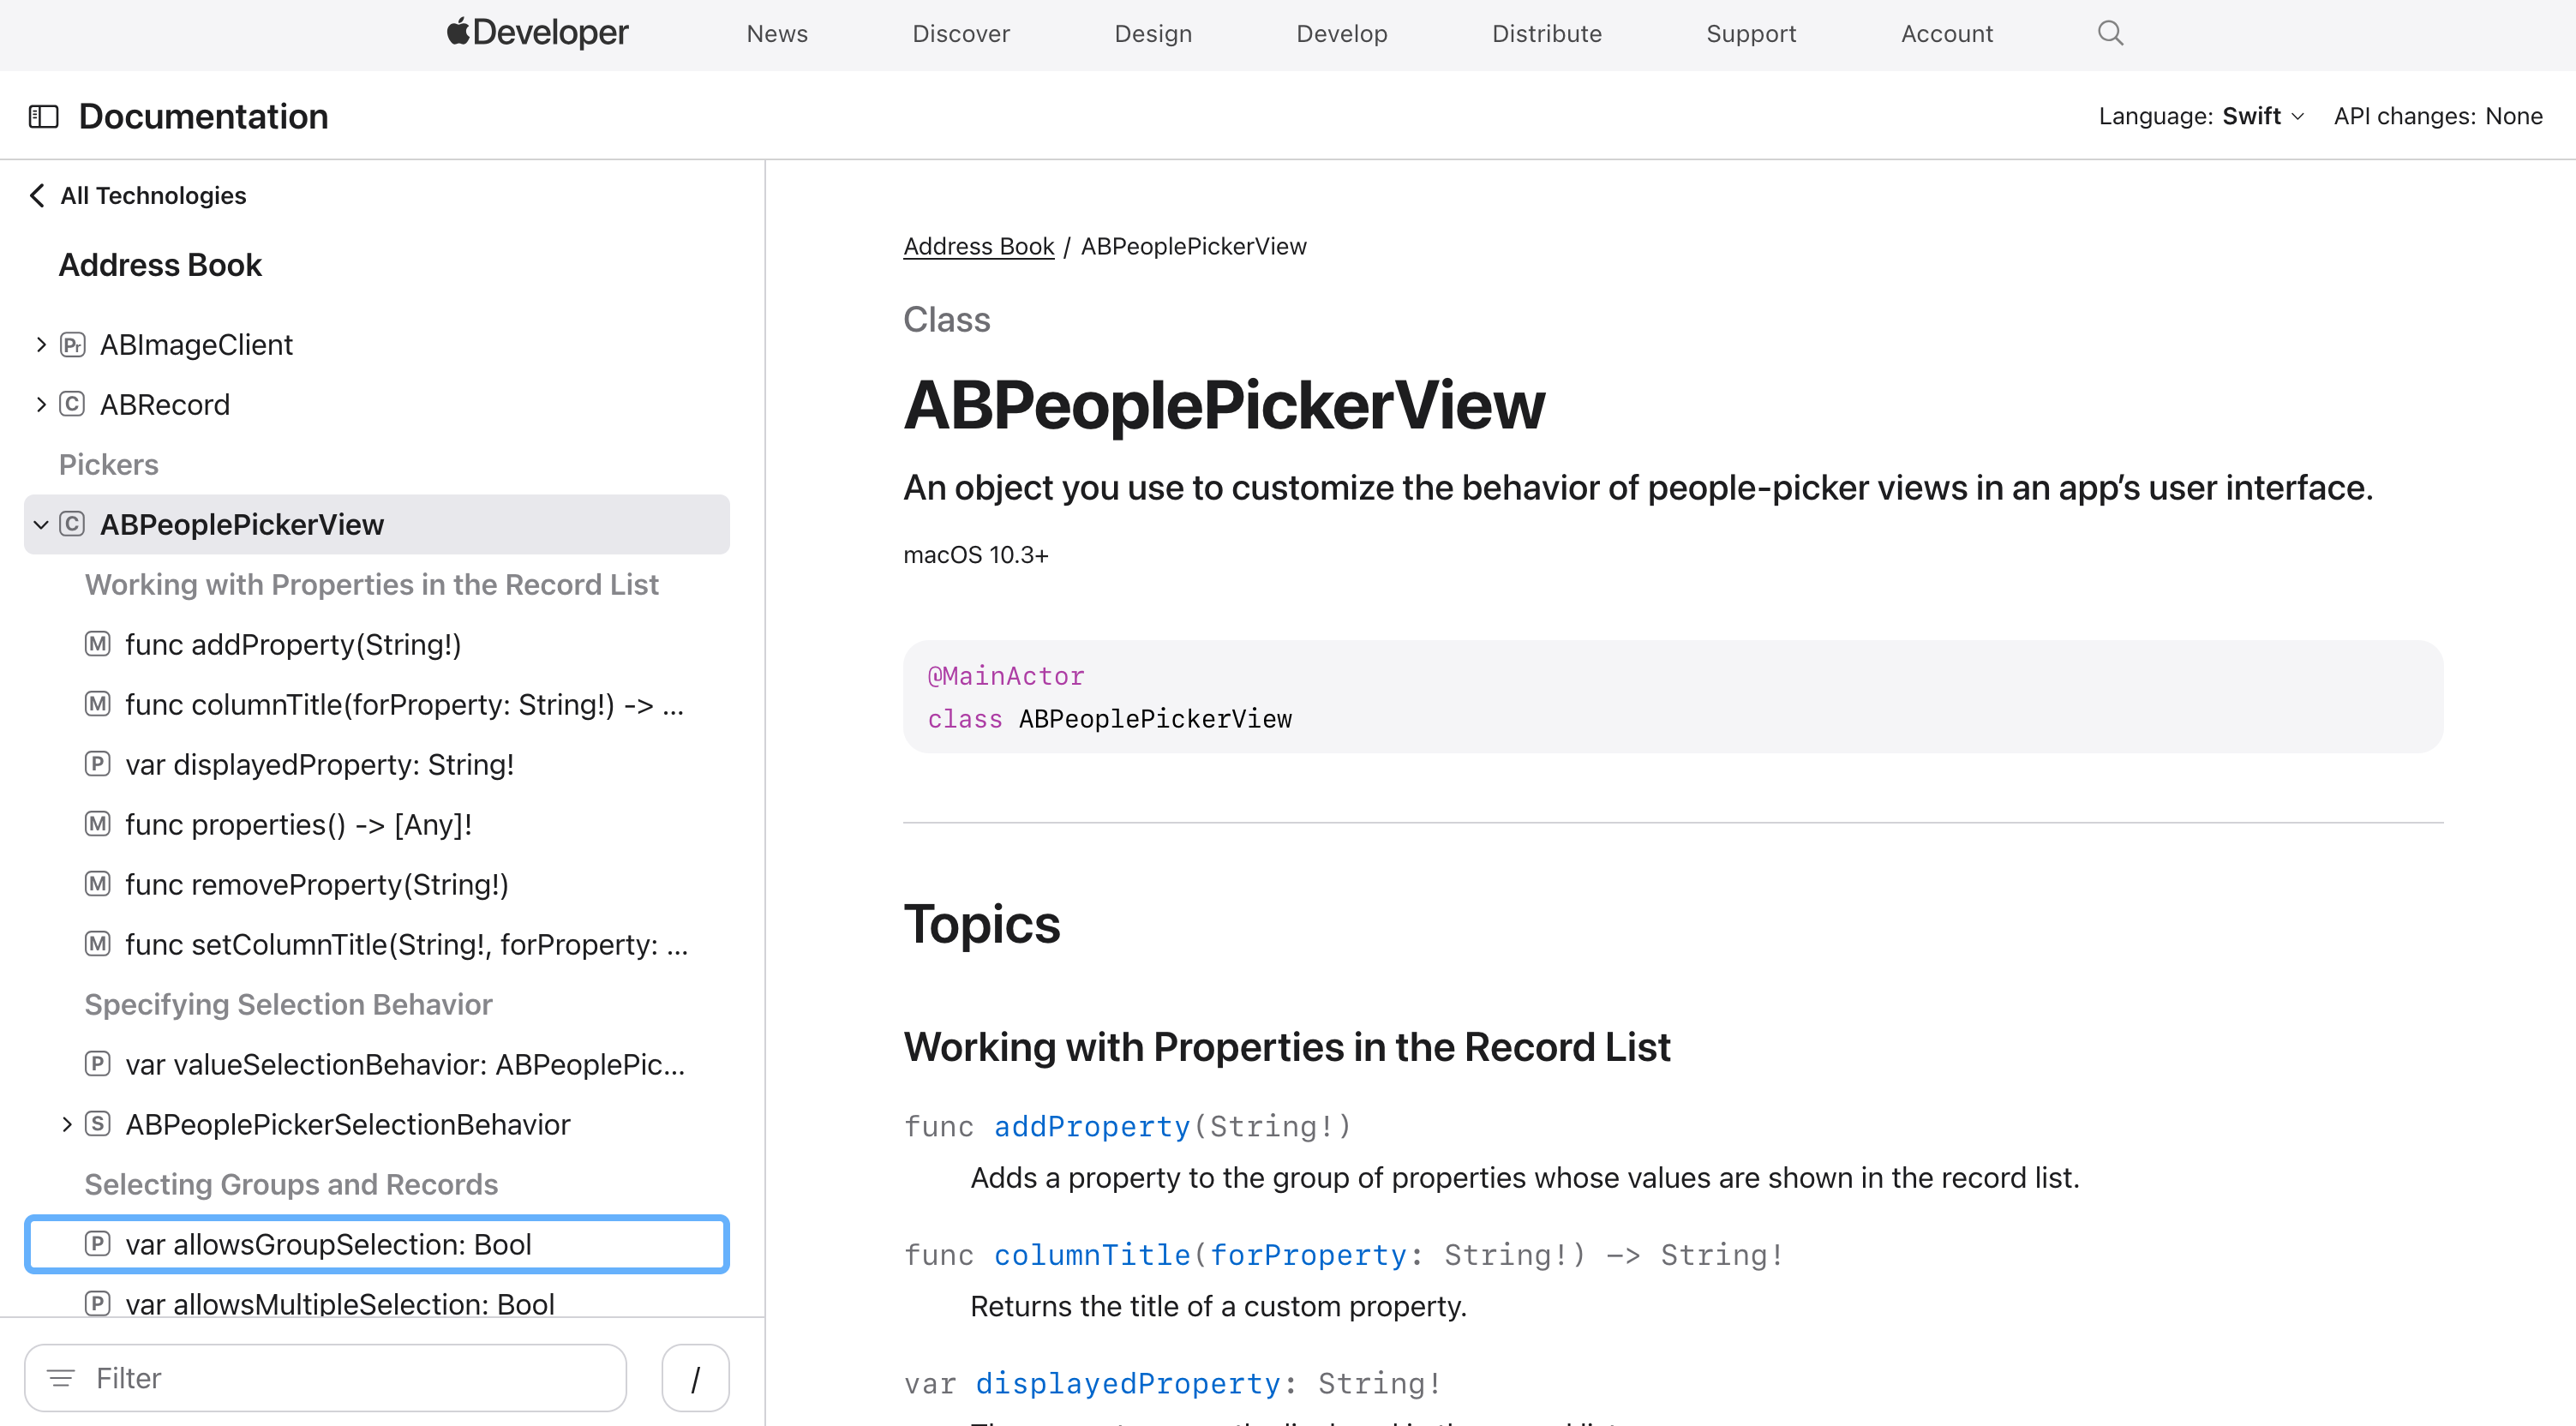 Developer
News
Discover
Design
Develop
Distribute
Support
Account
Documentation
Language: Swift
API changes: None
All Technologies
Address Book
Pr ABImageClient
C ABRecord
Pickers
C ABPeoplePickerView
Working with Properties in the Record List
M func addProperty(String!)
M func columnTitle(forProperty: String!) -> ...
P var displayedProperty: String!
M func properties() -> [Any]!
M func removeProperty(String!)
M func setColumnTitle(String!, forProperty: ...
Specifying Selection Behavior
P var valueSelectionBehavior: ABPeoplePic...
S ABPeoplePickerSelectionBehavior
Selecting Groups and Records
P var allowsGroupSelection: Bool
P var allowsMultipleSelection: Bool
Filter
/
Address Book / ABPeoplePickerView
Class
ABPeoplePickerView
An object you use to customize the behavior of people-picker views in an app’s user interface.
macOS 10.3+
@MainActor
class ABPeoplePickerView
Topics
Working with Properties in the Record List
func addProperty(String!)
Adds a property to the group of properties whose values are shown in the record list.
func columnTitle(forProperty: String!) -> String!
Returns the title of a custom property.
var displayedProperty: String!